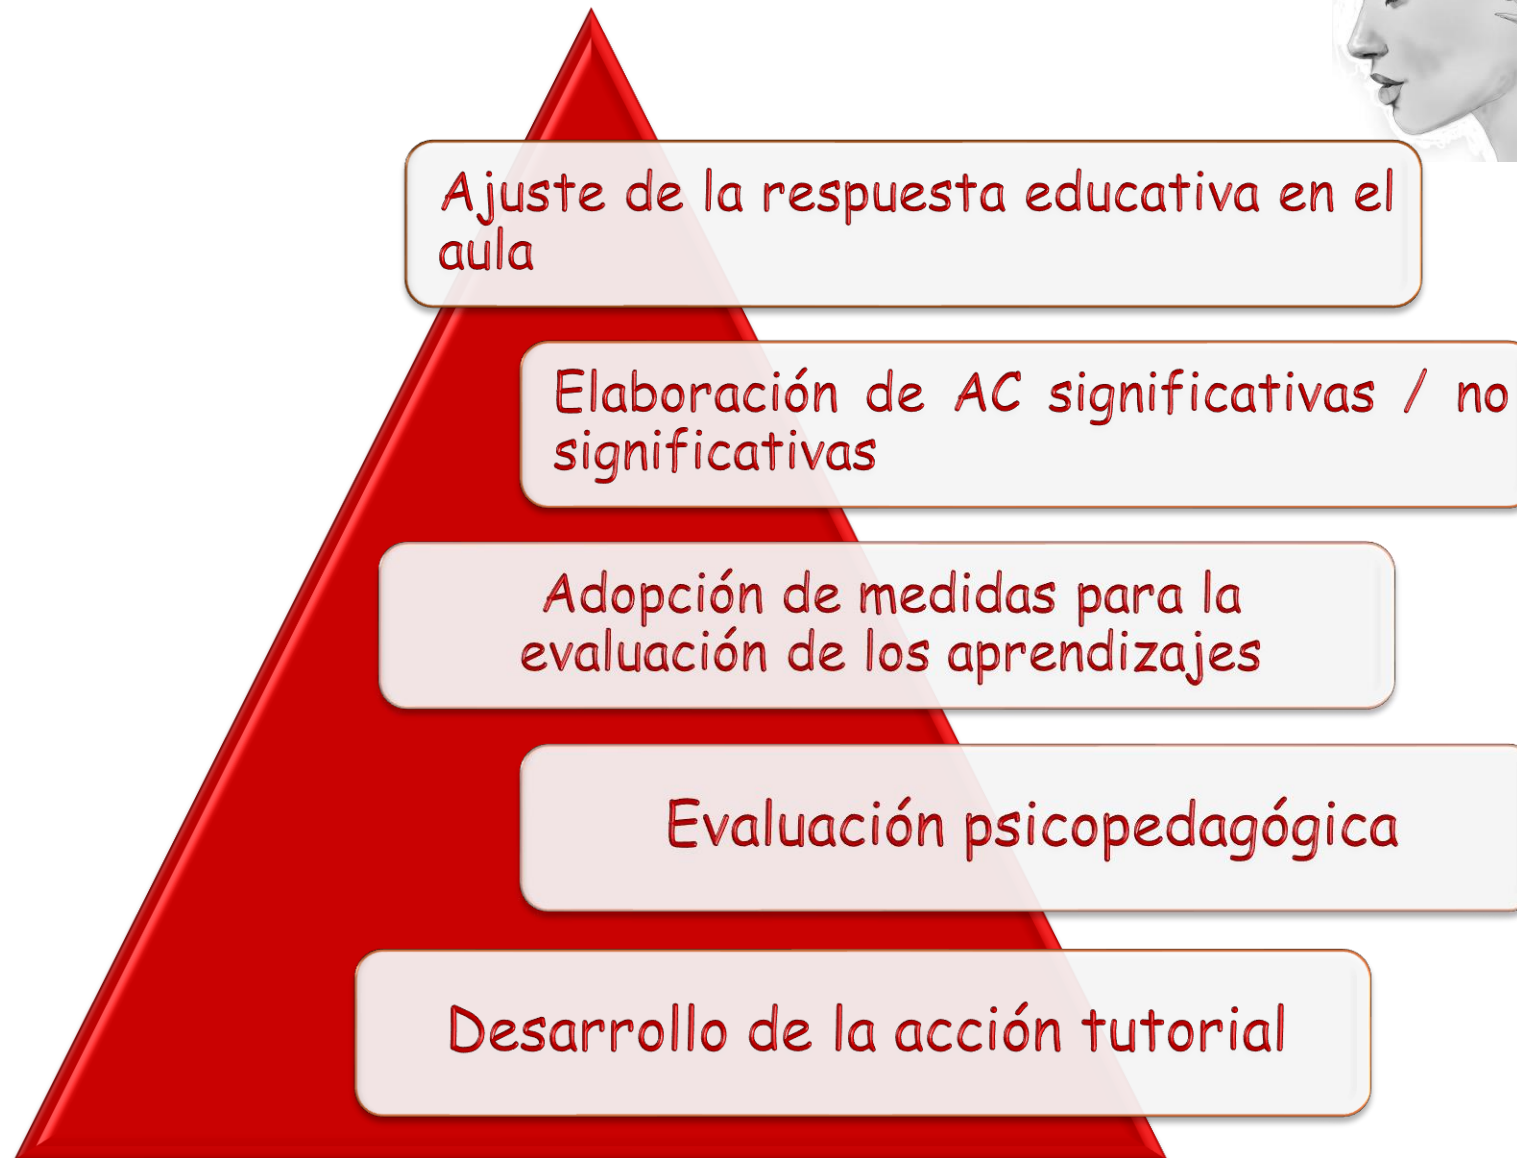 Ajuste de la respuesta educativa en el
aula
Elaboración de AC significativas / no
significativas
Adopción de medidas para la
evaluación de los aprendizajes
Evaluación psicopedagógica
Desarrollo de la acción tutorial